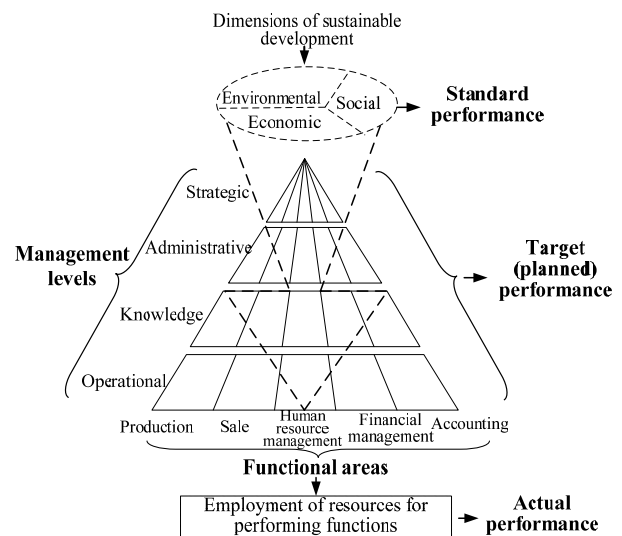 Dimensions of sustainable
development
Environmental
Social
Economic
Standard
performance
Strategic
Administrative
Management
levels
Target
(planned)
performance
Knowledge
Operational
Production
Sale
Human
resource
management
Financial
management
Accounting
Functional areas
Employment of resources for
performing functions
Actual
performance